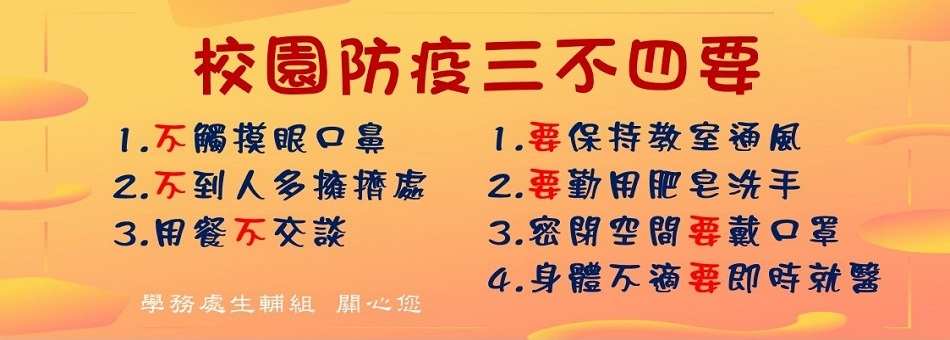 校園防疫三不四要
1.不觸摸眼口鼻
2.不到人多擁擠處
3.用餐不交談
1.要保持教室通風
2.要勤用肥皂洗手
3.密閉空間要戴口罩
4.身體不適要即時就醫
學務處生輔組 關心您